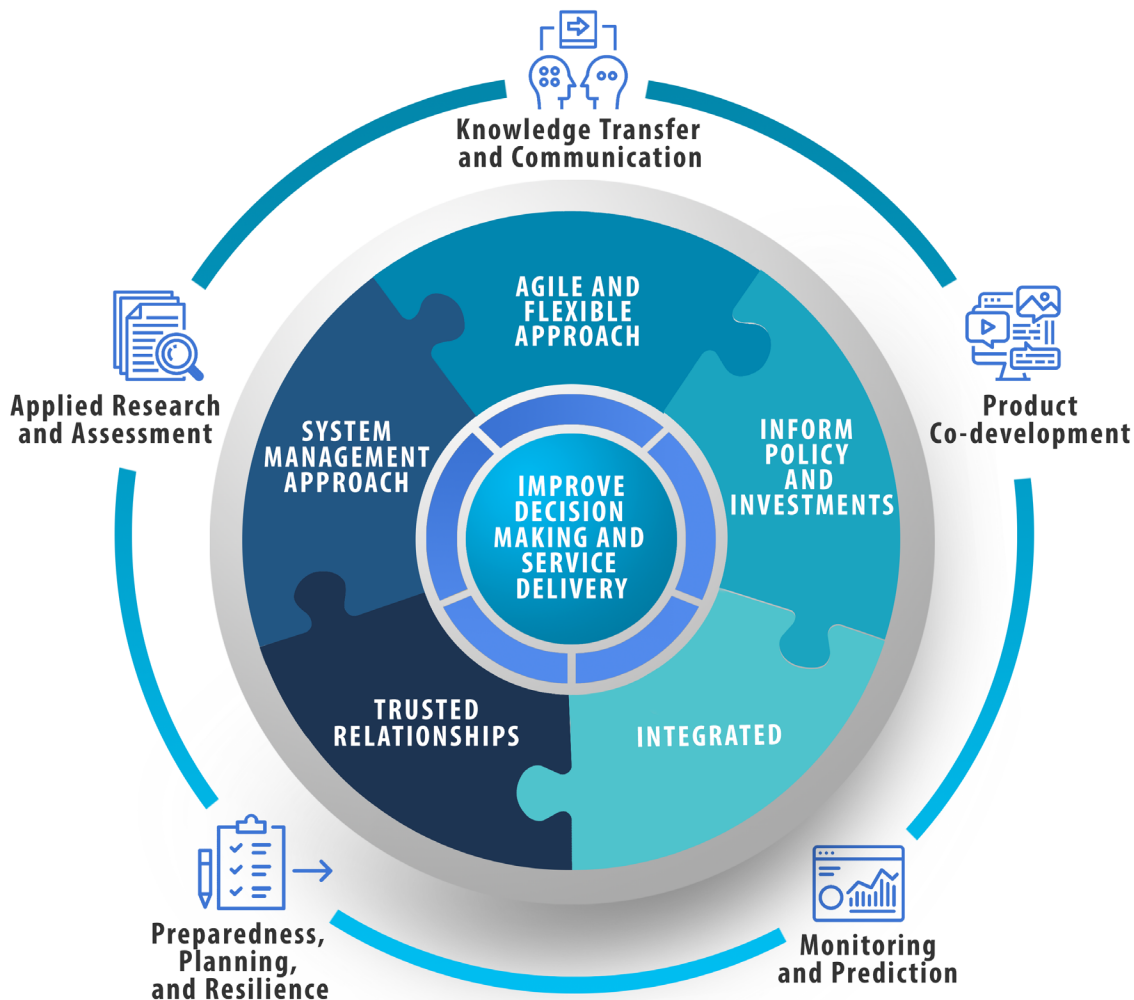 Knowledge Transfer
and Communication
Applied Research
and Assessment
Product
Co-development
AGILE AND
FLEXIBLE
APPROACH
SYSTEM
MANAGEMENT
APPROACH
INFORM
POLICY
AND
INVESTMENTS
IMPROVE
DECISION
MAKING AND
SERVICE
DELIVERY
TRUSTED
RELATIONSHIPS
INTEGRATED
Preparedness,
Planning,
and Resilience
Monitoring
and Prediction